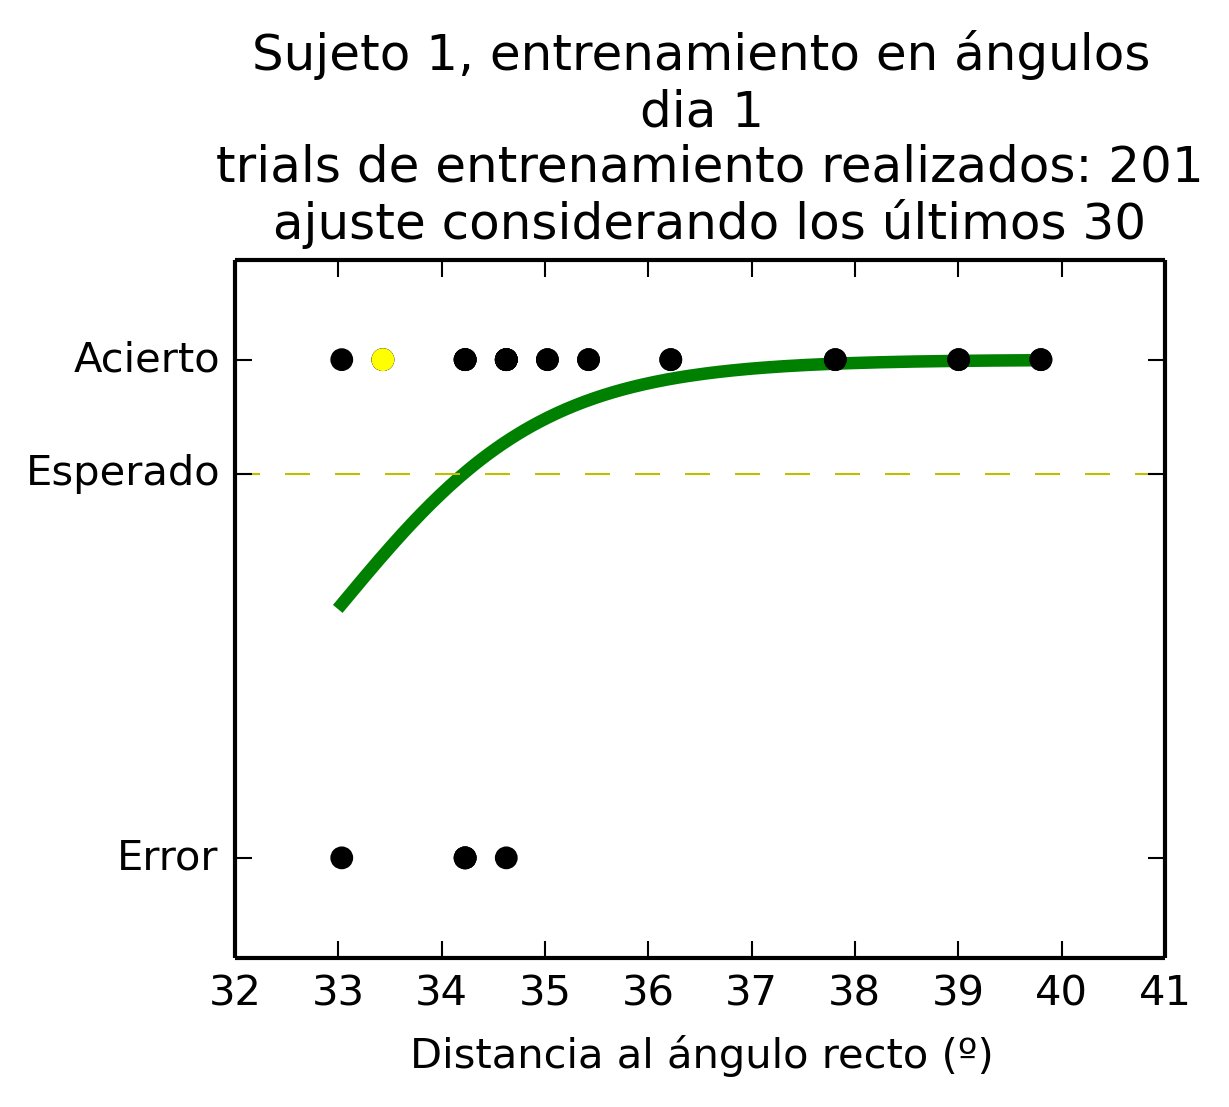 Sujeto 1, entrenamiento en ángulos
dia 1
trials de entrenamiento realizados: 201
ajuste considerando los últimos 30
Acierto
Esperado
Error
32 33 34 35 36 37 38 39 40 41
Distancia al ángulo recto (º)